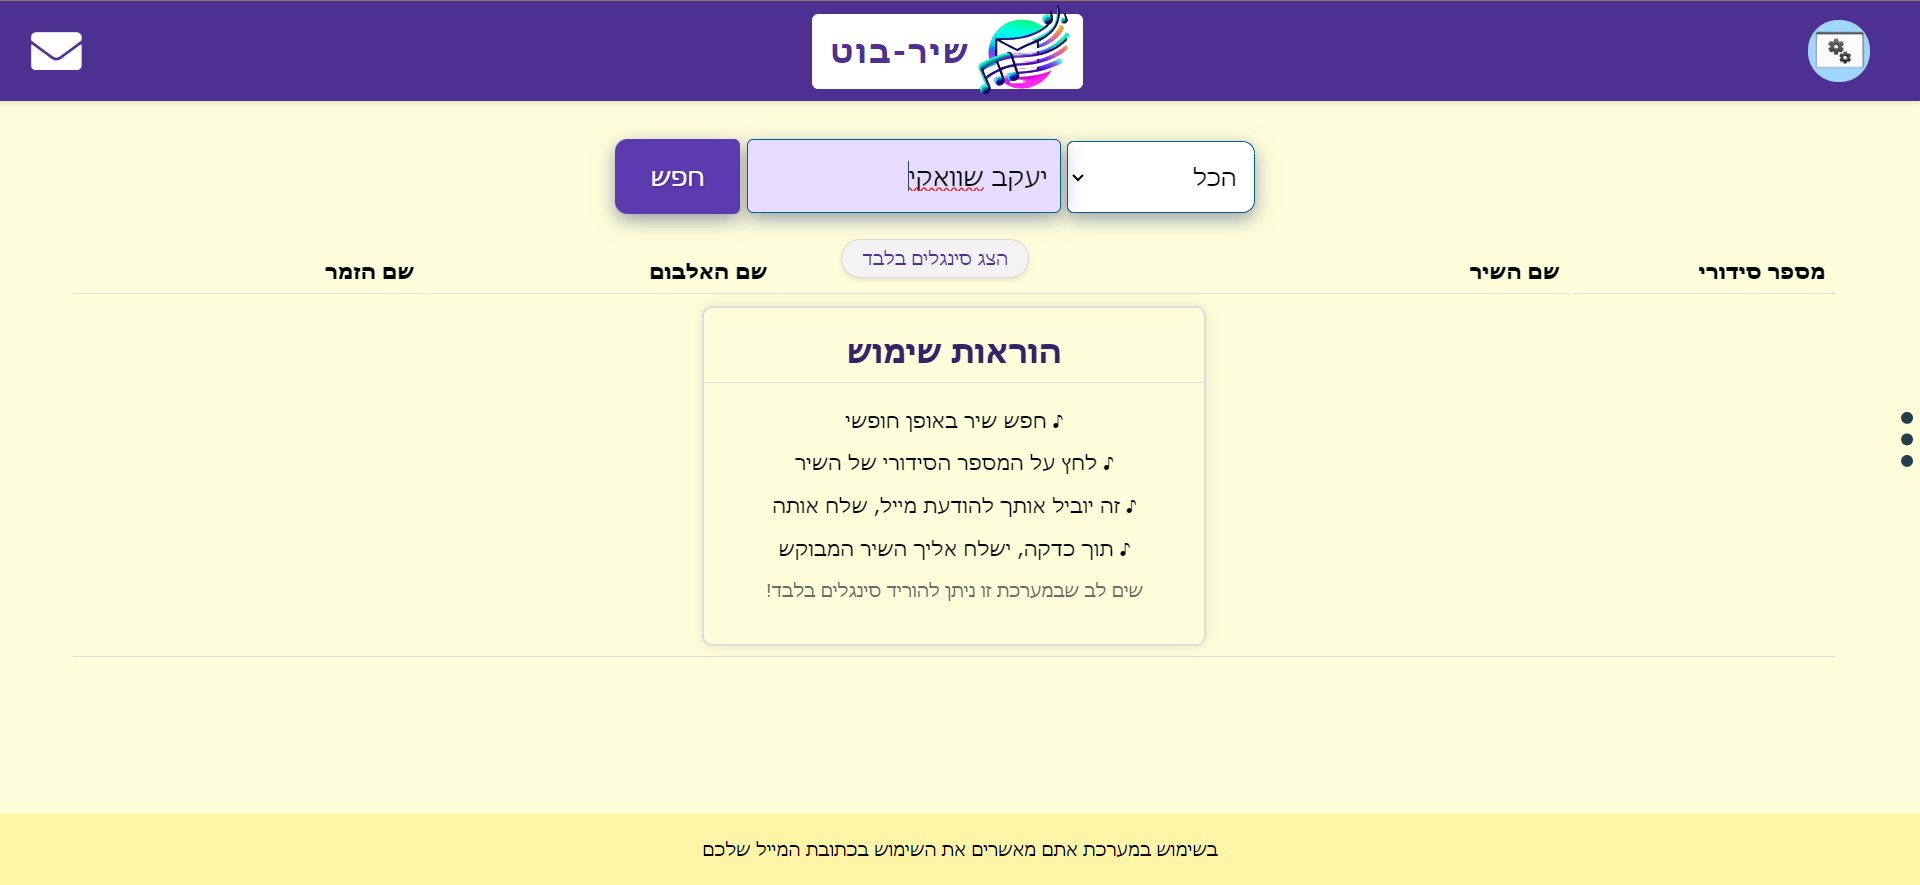 שיר-בוט
הכל
יעקב שוואקי
חפש
הצג סינגלים בלבד
מספר סידורי
שם השיר
שם האלבום
שם הזמר
הוראות שימוש
♪ חפש שיר באופן חופשי
♪ לחץ על המספר הסידורי של השיר
♪ זה יוביל אותך להודעת מייל, שלח אותה
♪ תוך כדקה, ישלח אליך השיר המבוקש
שים לב שבמערכת זו ניתן להוריד סינגלים בלבד!
בשימוש במערכת אתם מאשרים את השימוש בכתובת המייל שלכם